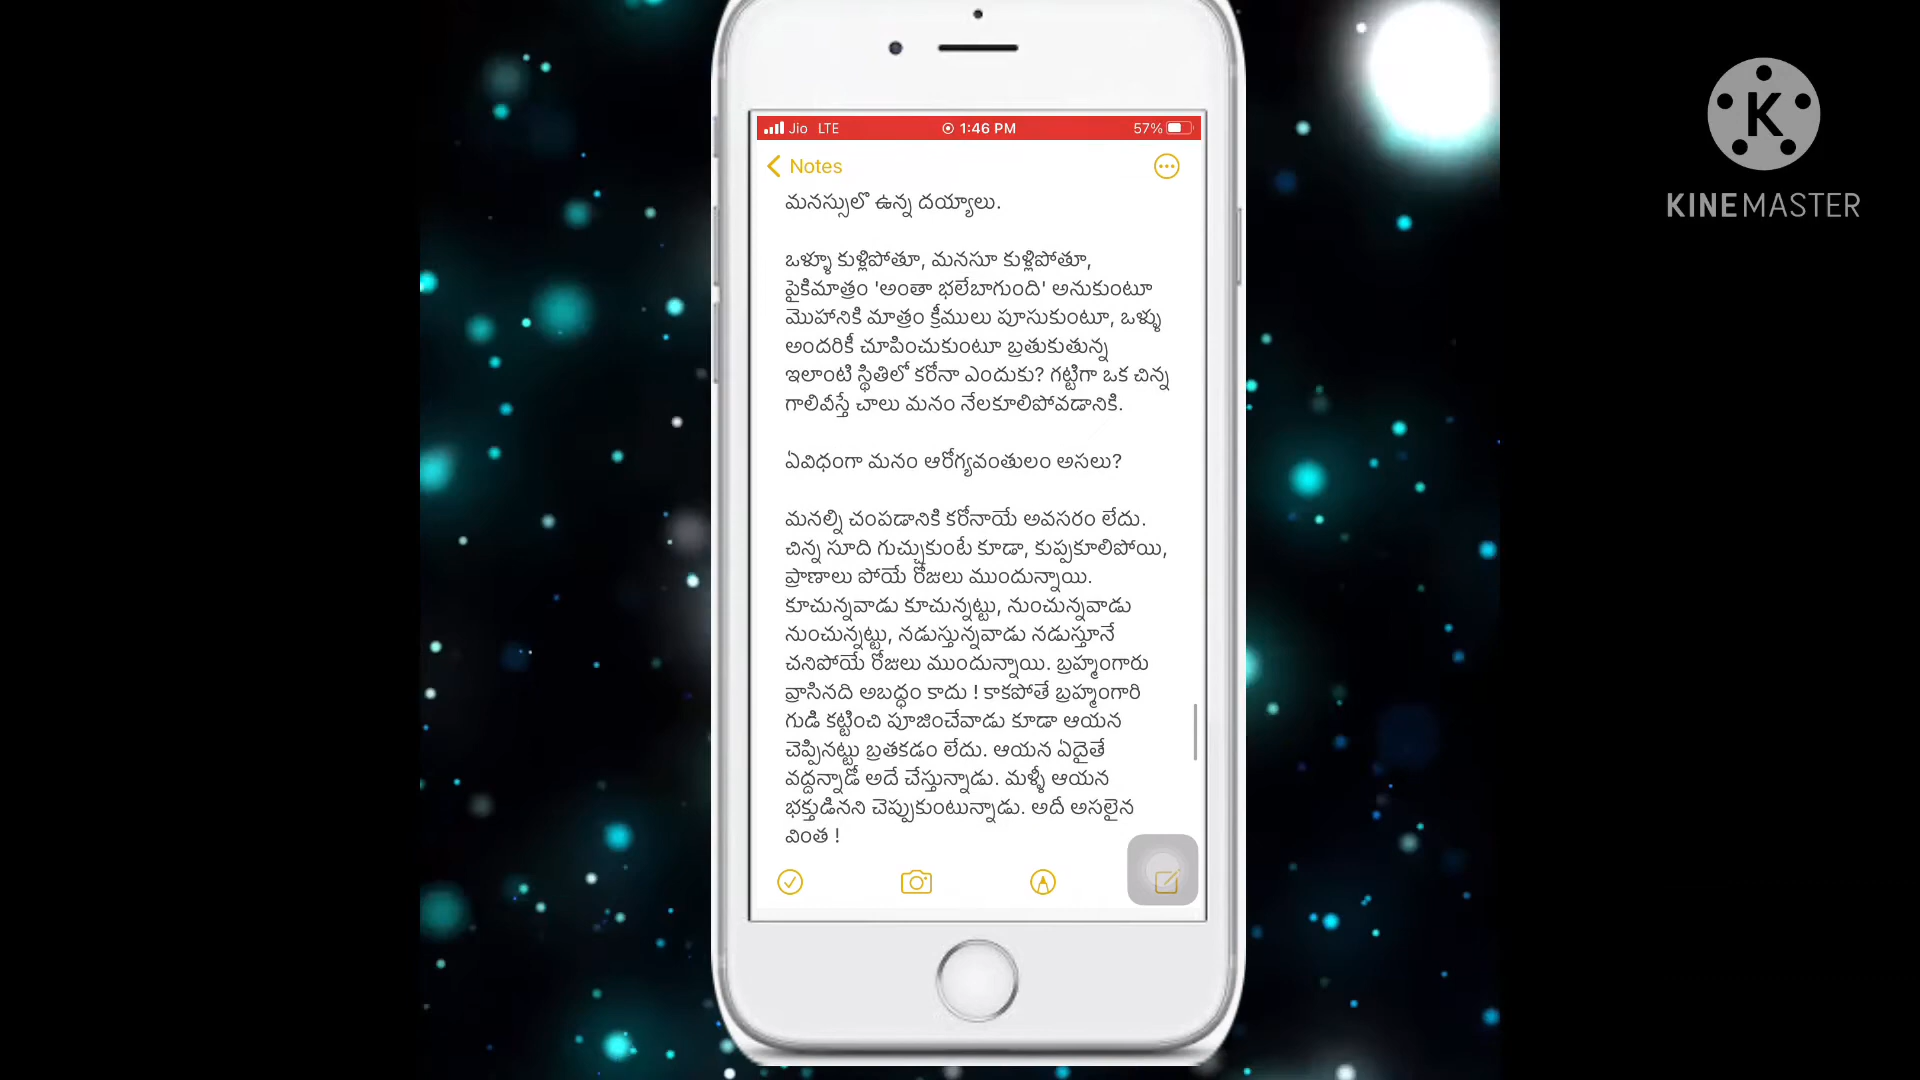 Jio LTE 1:46 PM 57%
Notes
మనస్సులొ ఉన్న దయ్యాలు.
ఒళ్ళూ కుళ్లిపోతూ, మనసూ కుళ్లిపోతూ,
పైకిమాత్రం 'అంతా భలేబాగుంది' అనుకుంటూ
మొహానికి మాత్రం క్రీములు పూసుకుంటూ, ఒళ్ళు
అందరికీ చూపించుకుంటూ బ్రతుకుతున్న
ఇలాంటి స్థితిలో కరోనా ఎందుకు? గట్టిగా ఒక చిన్న
గాలివీస్తే చాలు మనం నేలకూలిపోవడానికి.
ఏవిధంగా మనం ఆరోగ్యవంతులం అసలు?
మనల్ని చంపడానికి కరోనాయే అవసరం లేదు.
చిన్న సూది గుచ్చుకుంటే కూడా, కుప్పకూలిపోయి,
ప్రాణాలు పోయే రోజులు ముందున్నాయి.
కూచున్నవాడు కూచున్నట్టు, నుంచున్నవాడు
నుంచున్నట్టు, నడుస్తున్నవాడు నడుస్తూనే
చనిపోయే రోజులు ముందున్నాయి. బ్రహ్మంగారు
వ్రాసినది అబద్ధం కాదు ! కాకపోతే బ్రహ్మంగారి
గుడి కట్టించి పూజించేవాడు కూడా ఆయన
చెప్పినట్టు బ్రతకడం లేదు. ఆయన ఏదైతే
వద్దన్నాడో అదే చేస్తున్నాడు. మళ్ళీ ఆయన
భక్తుడినని చెప్పుకుంటున్నాడు. అదీ అసలైన
వింత !
K
KINEMASTER